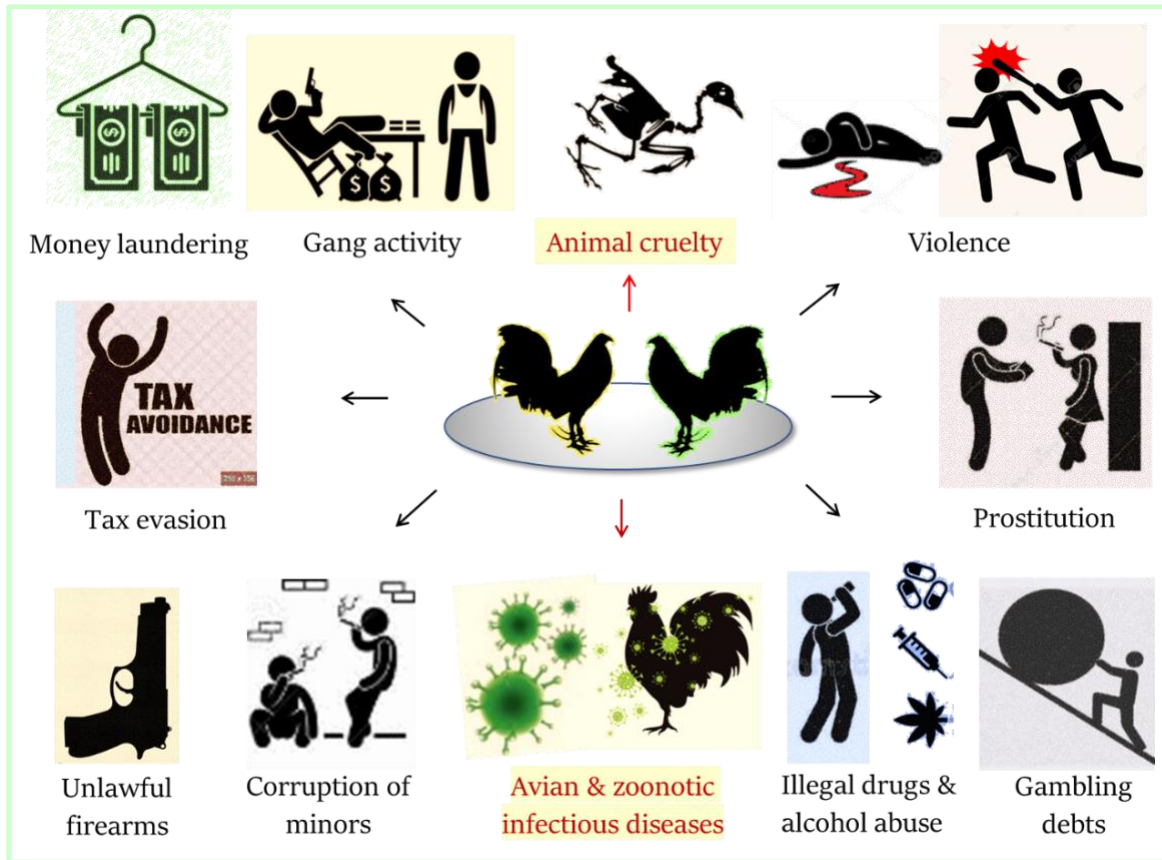 Money laundering
Gang activity
Animal cruelty
Violence
TAX
AVOIDANCE
Tax evasion
Prostitution
Unlawful
firearms
Corruption of
minors
Avian & zoonotic
infectious diseases
Illegal drugs &
alcohol abuse
Gambling
debts